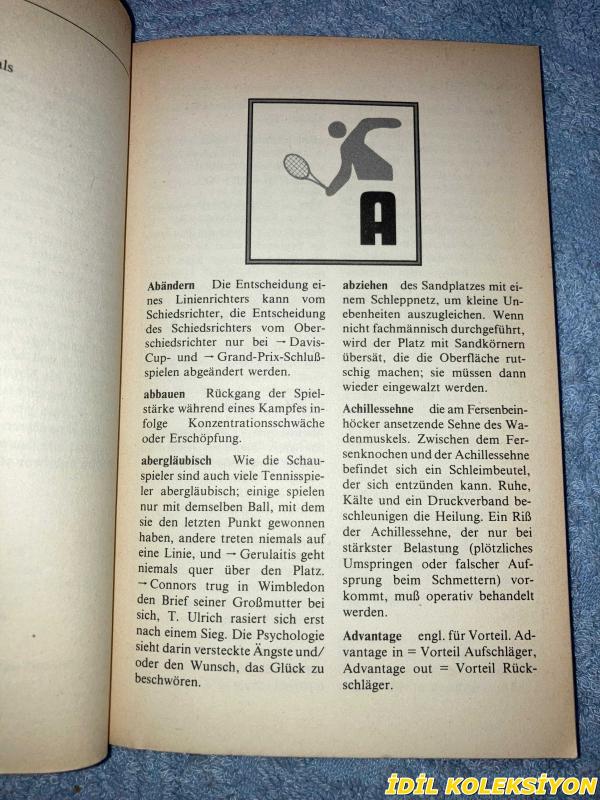 als
A
Abändern Die Entscheidung ei-
nes Linienrichters kann vom
Schiedsrichter, die Entscheidung
des Schiedsrichters vom Ober-
schiedsrichter nur bei → Davis-
Cup- und → Grand-Prix-Schluß-
spielen abgeändert werden.
abbauen Rückgang der Spiel-
stärke während eines Kampfes in-
folge Konzentrationsschwäche
oder Erschöpfung.
abergläubisch Wie die Schau-
spieler sind auch viele Tennisspie-
ler abergläubisch; einige spielen
nur mit demselben Ball, mit dem
sie den letzten Punkt gewonnen
haben, andere treten niemals auf
eine Linie, und → Gerulaitis geht
niemals quer über den Platz.
→ Connors trug in Wimbledon
den Brief seiner Großmutter bei
sich, T. Ulrich rasiert sich erst
nach einem Sieg. Die Psychologie
sieht darin versteckte Ängste und/
oder den Wunsch, das Glück zu
beschwören.
abziehen des Sandplatzes mit ei-
nem Schleppnetz, um kleine Un-
ebenheiten auszugleichen. Wenn
nicht fachmännisch durchgeführt,
wird der Platz mit Sandkörnern
übersät, die die Oberfläche rut-
schig machen; sie müssen dann
wieder eingewalzt werden.
Achillessehne die am Fersenbein-
höcker ansetzende Sehne des Wa-
denmuskels. Zwischen dem Fer-
senknochen und der Achillessehne
befindet sich ein Schleimbeutel,
der sich entzünden kann. Ruhe,
Kälte und ein Druckverband be-
schleunigen die Heilung. Ein Riß
der Achillessehne, der nur bei
stärkster Belastung (plötzliches
Umspringen oder falscher Auf-
sprung beim Schmettern) vor-
kommt, muß operativ behandelt
werden.
Advantage engl. für Vorteil. Ad-
vantage in = Vorteil Aufschläger,
Advantage out = Vorteil Rück-
schläger.
İDİL KOLEKSİYON